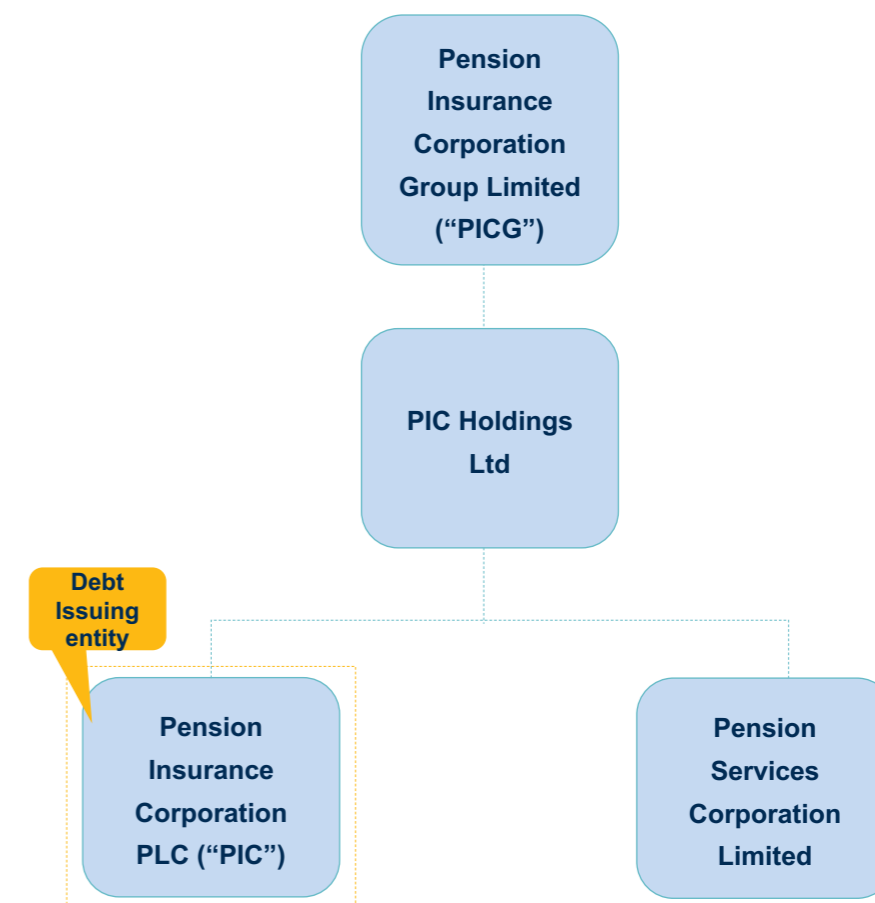 Pension
Insurance
Corporation
Group Limited
(“PICG”)
PIC Holdings
Ltd
Debt
Issuing
entity
Pension
Insurance
Corporation
PLC (“PIC”)
Pension
Services
Corporation
Limited